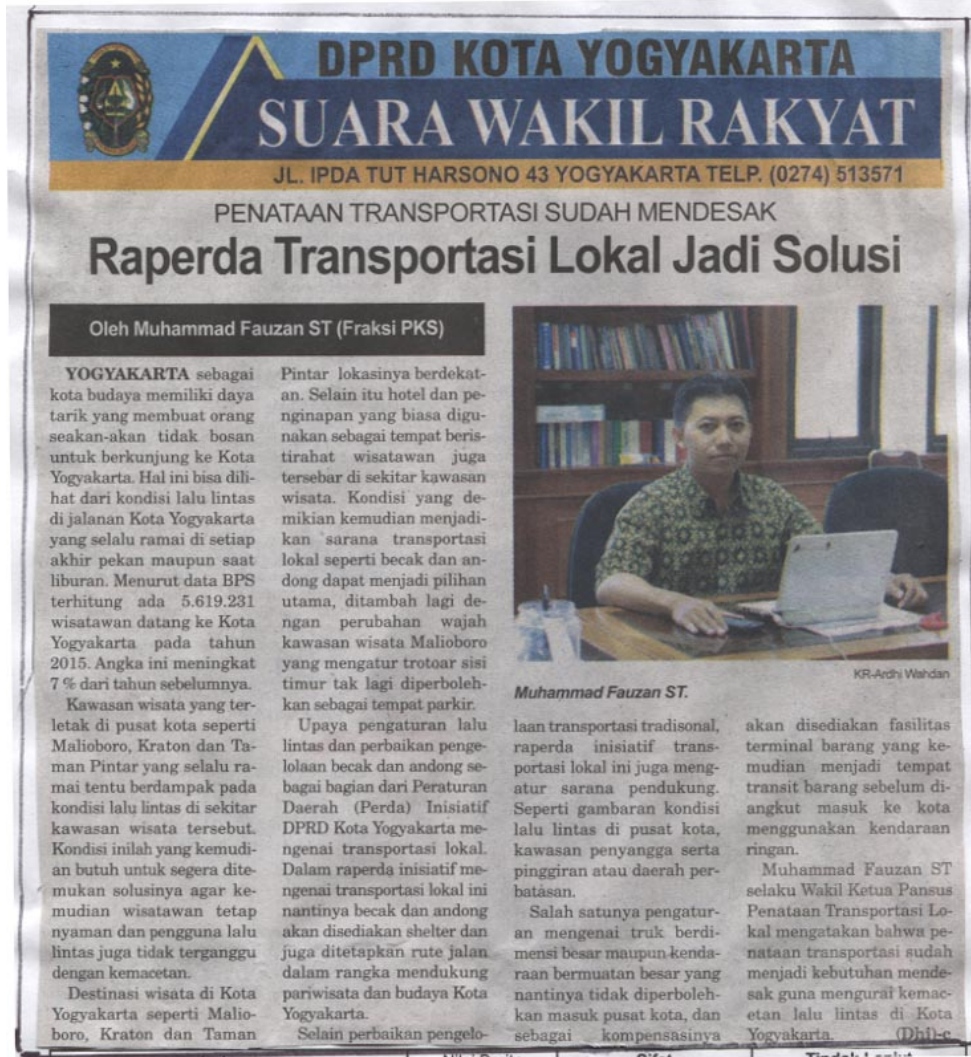 DPRD KOTA YOGYAKARTA
SUARA WAKIL RAKYAT
JL. IPDA TUT HARSONO 43 YOGYAKARTA TELP. (0274) 513571
PENATAAN TRANSPORTASI SUDAH MENDESAK
Raperda Transportasi Lokal Jadi Solusi
Oleh Muhammad Fauzan ST (Fraksi PKS)
YOGYAKARTA sebagai
kota budaya memiliki daya
tarik yang membuat orang
seakan-akan tidak bosan
untuk berkunjung ke Kota
Yogyakarta. Hal ini bisa dili-
hat dari kondisi lalu lintas
di jalanan Kota Yogyakarta
yang selalu ramai di setiap
akhir pekan maupun saat
liburan. Menurut data BPS
terhitung ada 5.619.231
wisatawan datang ke Kota
Yogyakarta pada tahun
2015. Angka ini meningkat
7 % dari tahun sebelumnya.
Kawasan wisata yang ter-
letak di pusat kota seperti
Malioboro, Kraton dan Ta-
man Pintar yang selalu ra-
mai tentu berdampak pada
kondisi lalu lintas di sekitar
kawasan wisata tersebut.
Kondisi inilah yang kemudi-
an butuh untuk segera dite-
mukan solusinya agar ke-
mudian wisatawan tetap
nyaman dan pengguna lalu
lintas juga tidak terganggu
dengan kemacetan.
Destinasi wisata di Kota
Yogyakarta seperti Malio-
boro, Kraton dan Taman
Pintar lokasinya berdekat-
an. Selain itu hotel dan pe-
nginapan yang biasa digu-
nakan sebagai tempat beris-
tirahat wisatawan juga
tersebar di sekitar kawasan
wisata. Kondisi yang de-
mikian kemudian menjadi-
kan sarana transportasi
lokal seperti becak dan an-
dong dapat menjadi pilihan
utama, ditambah lagi de-
ngan perubahan wajah
kawasan wisata Malioboro
yang mengatur trotoar sisi
timur tak lagi diperboleh-
kan sebagai tempat parkir.
Upaya pengaturan lalu
lintas dan perbaikan penge-
lolaan becak dan andong se-
bagai bagian dari Peraturan
Daerah (Perda) Inisiatif
DPRD Kota Yogyakarta me-
ngenai transportasi lokal.
Dalam raperda inisiatif me-
ngenai transportasi lokal ini
nantinya becak dan andong
akan disediakan shelter dan
juga ditetapkan rute jalan
dalam rangka mendukung
pariwisata dan budaya Kota
Yogyakarta.
Selain perbaikan pengelo-
KR-Ardhi Wahdan
Muhammad Fauzan ST.
laan transportasi tradisonal,
raperda inisiatif trans-
portasi lokal ini juga meng-
atur sarana pendukung.
Seperti gambaran kondisi
lalu lintas di pusat kota,
kawasan penyangga serta
pinggiran atau daerah per-
batasan.
Salah satunya pengatur-
an mengenai truk berdi-
mensi besar maupun kenda-
raan bermuatan besar yang
nantinya tidak diperboleh-
kan masuk pusat kota, dan
sebagai kompensasinya
akan disediakan fasilitas
terminal barang yang ke-
mudian menjadi tempat
transit barang sebelum di-
angkut masuk ke kota
menggunakan kendaraan
ringan.
Muhammad Fauzan ST
selaku Wakil Ketua Pansus
Penataan Transportasi Lo-
kal mengatakan bahwa pe-
nataan transportasi sudah
menjadi kebutuhan mende-
sak guna mengurai kemac-
etan lalu lintas di Kota
Yogyakarta. (Dhi)-c